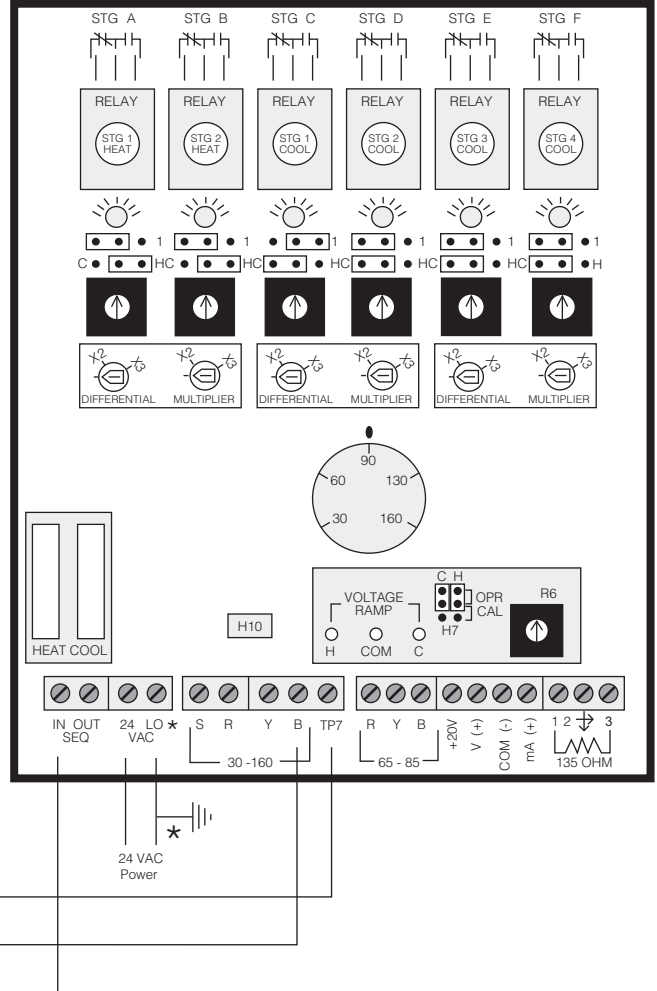 STG A STG B STG C STG D STG E STG F
RELAY RELAY RELAY RELAY RELAY RELAY
STG 1 STG 2 STG 1 STG 2 STG 3 STG 4
HEAT HEAT COOL COOL COOL COOL
1 1 1 1 1 1
C HC HC HC HC HC H
X2 X3 X2 X3 X2 X3 X2 X3 X2 X3 X2 X3
DIFFERENTIAL MULTIPLIER DIFFERENTIAL MULTIPLIER DIFFERENTIAL MULTIPLIER
90
60 130
30 160
C H
VOLTAGE OPR R6
RAMP CAL
H10 H7
H COM C
HEAT COOL
IN OUT 24 LO * S R Y B TP7 R Y B +20V V (+) COM (-) mA (+) 1 2 3
SEQ VAC
30 -160 65 - 85 135 OHM
*
24 VAC
Power